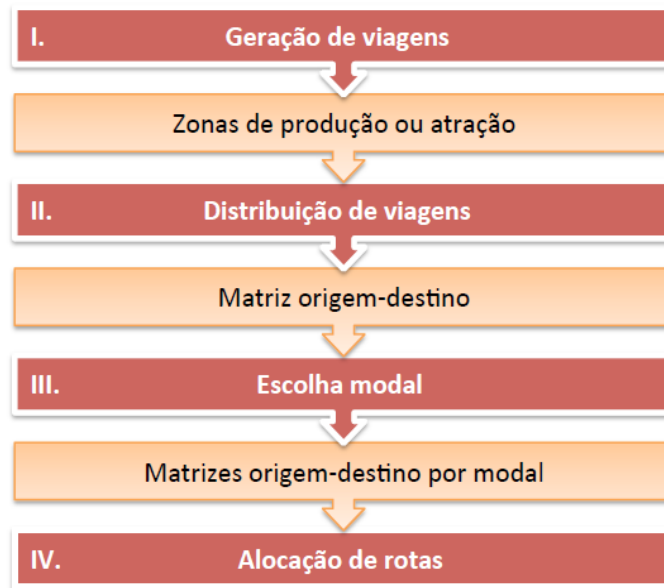 I. Geração de viagens
Zonas de produção ou atração
II. Distribuição de viagens
Matriz origem-destino
III. Escolha modal
Matrizes origem-destino por modal
IV. Alocação de rotas